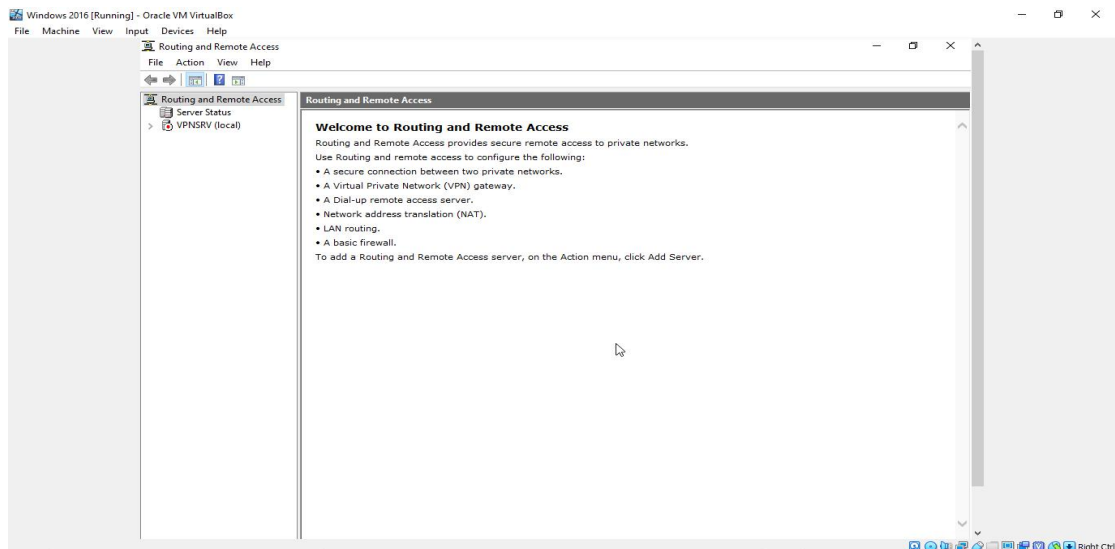 Windows 2016 [Running] - Oracle VM VirtualBox
File Machine View Input Devices Help
Routing and Remote Access
File Action View Help
Routing and Remote Access
Server Status
VPNSRV (local)
Routing and Remote Access
Welcome to Routing and Remote Access
Routing and Remote Access provides secure remote access to private networks.
Use Routing and remote access to configure the following:
• A secure connection between two private networks.
• A Virtual Private Network (VPN) gateway.
• A Dial-up remote access server.
• Network address translation (NAT).
• LAN routing.
• A basic firewall.
To add a Routing and Remote Access server, on the Action menu, click Add Server.
Right Ctrl